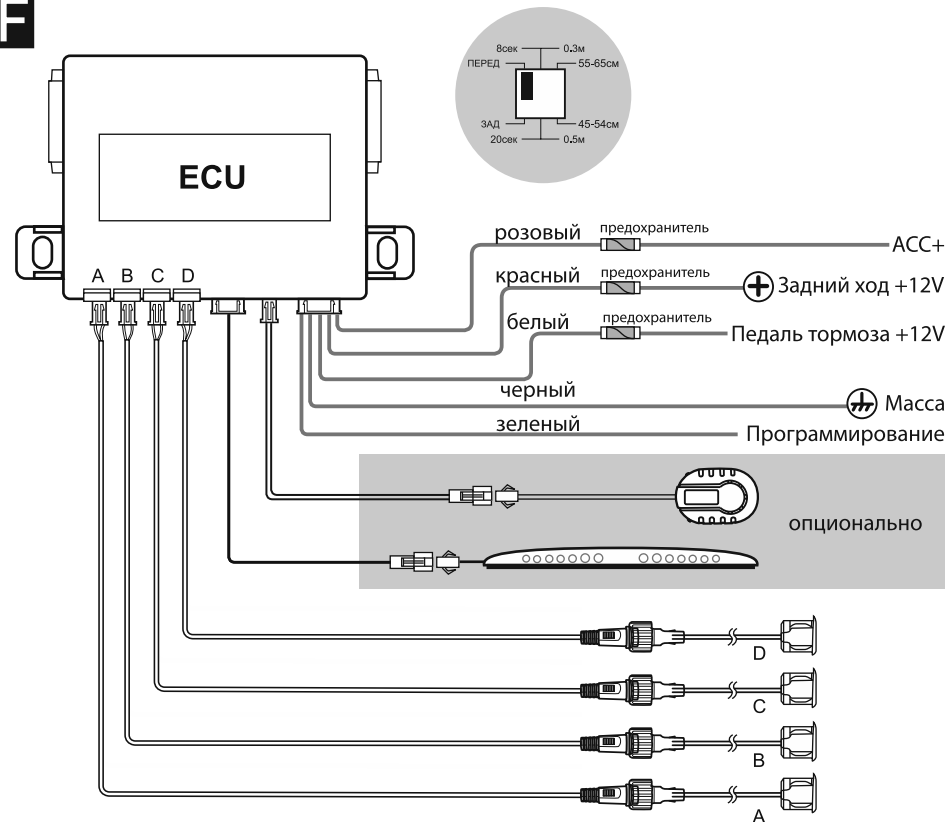 F
8сек 0.3м
ПЕРЕД 55-65см
ЗАД 45-54см
20сек 0.5м
ECU
A B C D
розовый предохранитель ACC+
красный предохранитель Задний ход +12V
белый предохранитель Педаль тормоза +12V
черный Масса
зеленый Программирование
опционально
D
C
B
A